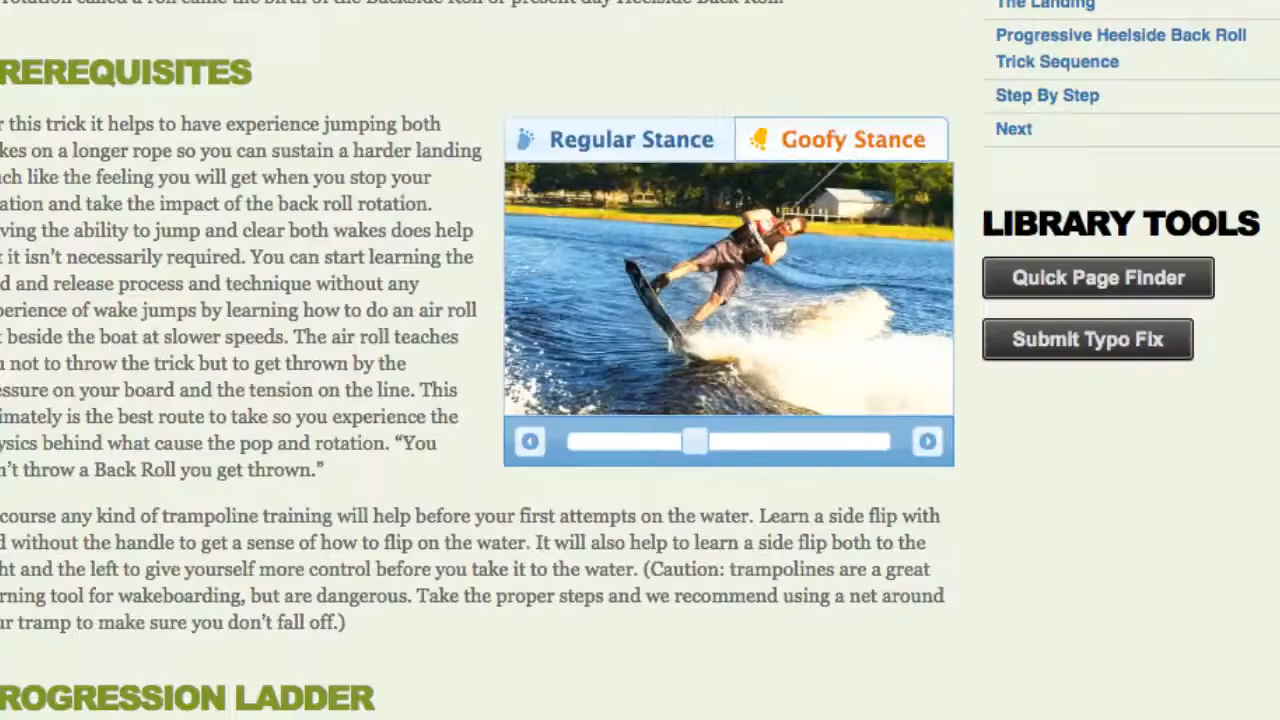 rotation called a roll came the birth of the Backside Roll or present day Heelside Back Roll.
REREQUISITES
r this trick it helps to have experience jumping both
kes on a longer rope so you can sustain a harder landing
ch like the feeling you will get when you stop your
ation and take the impact of the back roll rotation.
ving the ability to jump and clear both wakes does help
t it isn't necessarily required. You can start learning the
d and release process and technique without any
perience of wake jumps by learning how to do an air roll
t beside the boat at slower speeds. The air roll teaches
u not to throw the trick but to get thrown by the
essure on your board and the tension on the line. This
imately is the best route to take so you experience the
ysics behind what cause the pop and rotation. “You
n't throw a Back Roll you get thrown.”
Regular Stance
Goofy Stance
course any kind of trampoline training will help before your first attempts on the water. Learn a side flip with
d without the handle to get a sense of how to flip on the water. It will also help to learn a side flip both to the
ht and the left to give yourself more control before you take it to the water. (Caution: trampolines are a great
rning tool for wakeboarding, but are dangerous. Take the proper steps and we recommend using a net around
ur tramp to make sure you don't fall off.)
ROGRESSION LADDER
The Landing
Progressive Heelside Back Roll
Trick Sequence
Step By Step
Next
LIBRARY TOOLS
Quick Page Finder
Submit Typo Fix